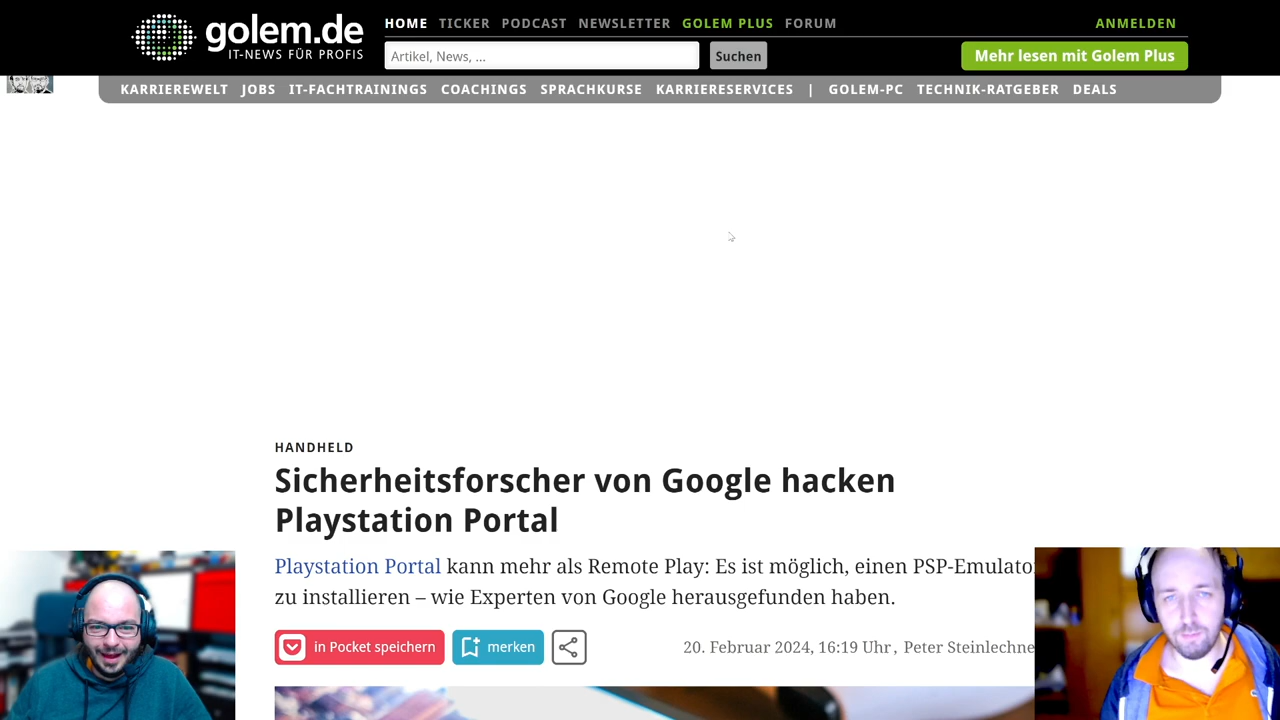 golem.de
IT-NEWS FÜR PROFIS
HOME TICKER PODCAST NEWSLETTER GOLEM PLUS FORUM
ANMELDEN
Artikel, News, ...
Suchen
Mehr lesen mit Golem Plus
KARRIEREWELT JOBS IT-FACHTRAININGS COACHINGS SPRACHKURSE KARRIERESERVICES | GOLEM-PC TECHNIK-RATGEBER DEALS
HANDHELD
Sicherheitsforscher von Google hacken
Playstation Portal
Playstation Portal kann mehr als Remote Play: Es ist möglich, einen PSP-Emulato
zu installieren – wie Experten von Google herausgefunden haben.
in Pocket speichern
merken
20. Februar 2024, 16:19 Uhr, Peter Steinlechne